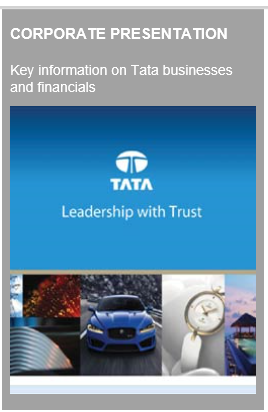 CORPORATE PRESENTATION
Key information on Tata businesses
and financials
TATA
Leadership with Trust